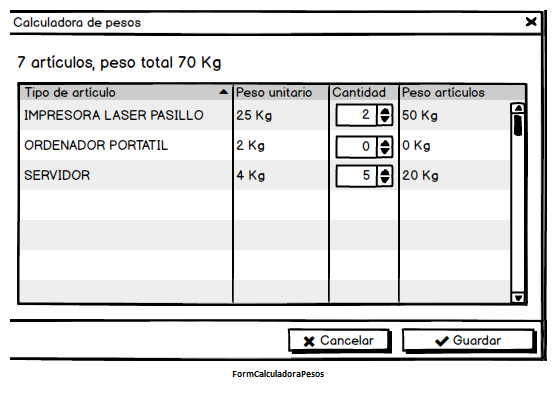 Calculadora de pesos
7 artículos, peso total 70 Kg
Tipo de artículo Peso unitario Cantidad Peso artículos
IMPRESORA LASER PASILLO 25 Kg 2 50 Kg
ORDENADOR PORTATIL 2 Kg 0 0 Kg
SERVIDOR 4 Kg 5 20 Kg
Cancelar Guardar
FormCalculadoraPesos